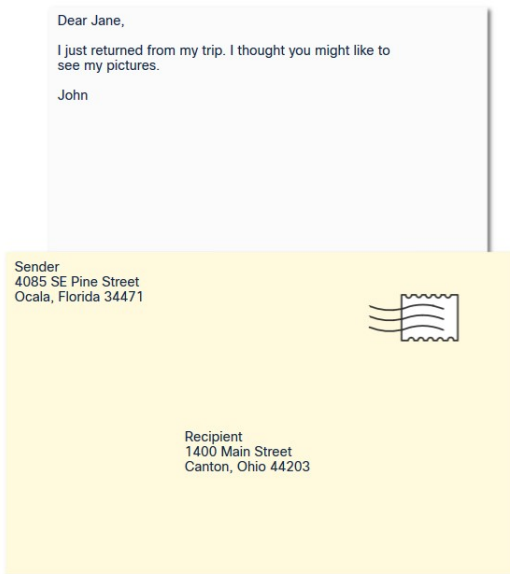 Dear Jane,
I just returned from my trip. I thought you might like to
see my pictures.
John
Sender
4085 SE Pine Street
Ocala, Florida 34471
Recipient
1400 Main Street
Canton, Ohio 44203